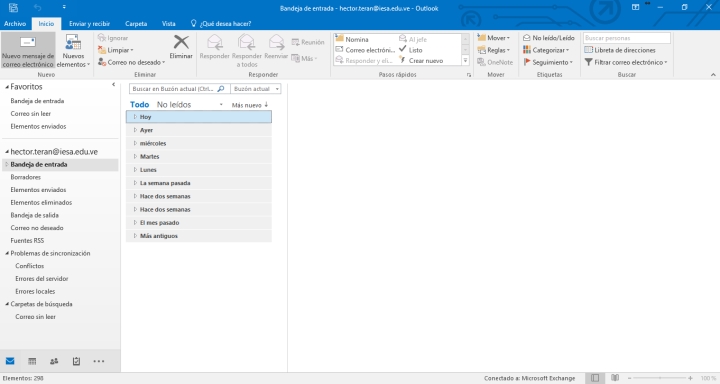 Bandeja de entrada - hector.teran@iesa.edu.ve - Outlook
Archivo Inicio Enviar y recibir Carpeta Vista ¿Qué desea hacer?
Nuevo mensaje de correo electrónico
Nuevos elementos
Nuevo
Ignorar
Limpiar
Correo no deseado
Eliminar
Eliminar
Responder
Responder a todos
Reenviar
Reunión
Más
Responder
Nomina
Correo electróni...
Responder y eli...
Al jefe
Listo
Crear nuevo
Pasos rápidos
Mover
Reglas
OneNote
Mover
No leído/Leído
Categorizar
Seguimiento
Etiquetas
Buscar personas
Libreta de direcciones
Filtrar correo electrónico
Buscar
Favoritos
Bandeja de entrada
Correo sin leer
Elementos enviados
hector.teran@iesa.edu.ve
Bandeja de entrada
Borradores
Elementos enviados
Elementos eliminados
Bandeja de salida
Correo no deseado
Fuentes RSS
Problemas de sincronización
Conflictos
Errores del servidor
Errores locales
Carpetas de búsqueda
Correo sin leer
Buscar en Buzón actual (Ctrl... Buzón actual
Todo No leídos Más nuevo ↓
Hoy
Ayer
miércoles
Martes
Lunes
La semana pasada
Hace dos semanas
Hace dos semanas
El mes pasado
Más antiguos
Elementos: 298
Conectado a: Microsoft Exchange
100 %